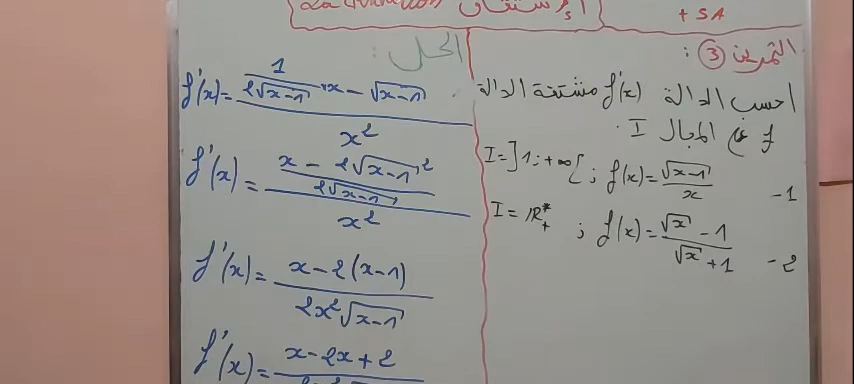 + SA
التمرين 3 :
احسب الدالة f'(x) مشتقة الدالة
f على المجال I .
I = ]1 ; +∞[ ; f(x) = √(x-1) / x -1
I = ℝ*₊ ; f(x) = (√x - 1) / (√x + 1) -2
الحل :
f'(x) = (1/(2√(x-1)) · x - √(x-1)) / x²
f'(x) = ((x - 2√(x-1)²) / (2√(x-1))) / x²
f'(x) = (x - 2(x-1)) / (2x²√(x-1))
f'(x) = x - 2x + 2